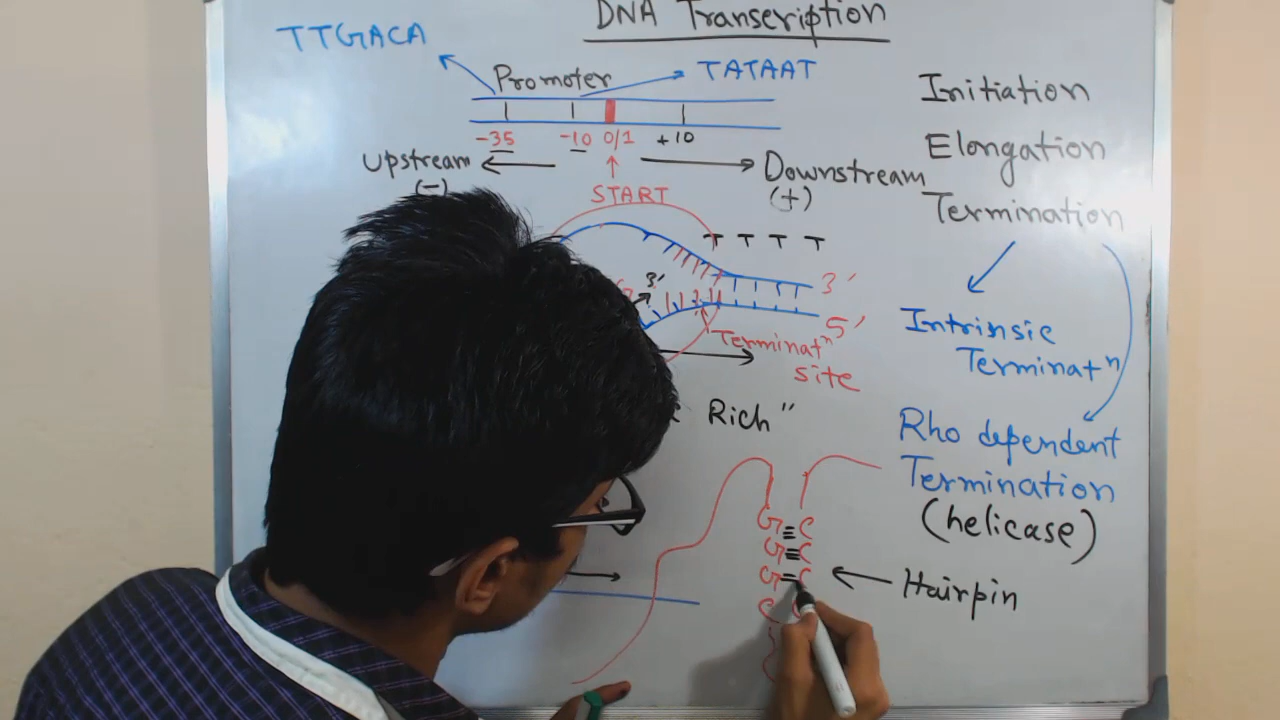 DNA Transcription
TTGACA
Promoter
TATAAT
-35 -10 0/1 +10
Upstream
(-)
Downstream
(+)
START
T T T T
3'
3'
5'
Terminatⁿ
site
Rich"
G≡C
G≡C
G=C
C
Hairpin
Initiation
Elongation
Termination
Intrinsic
Terminatⁿ
Rho dependent
Termination
(helicase)